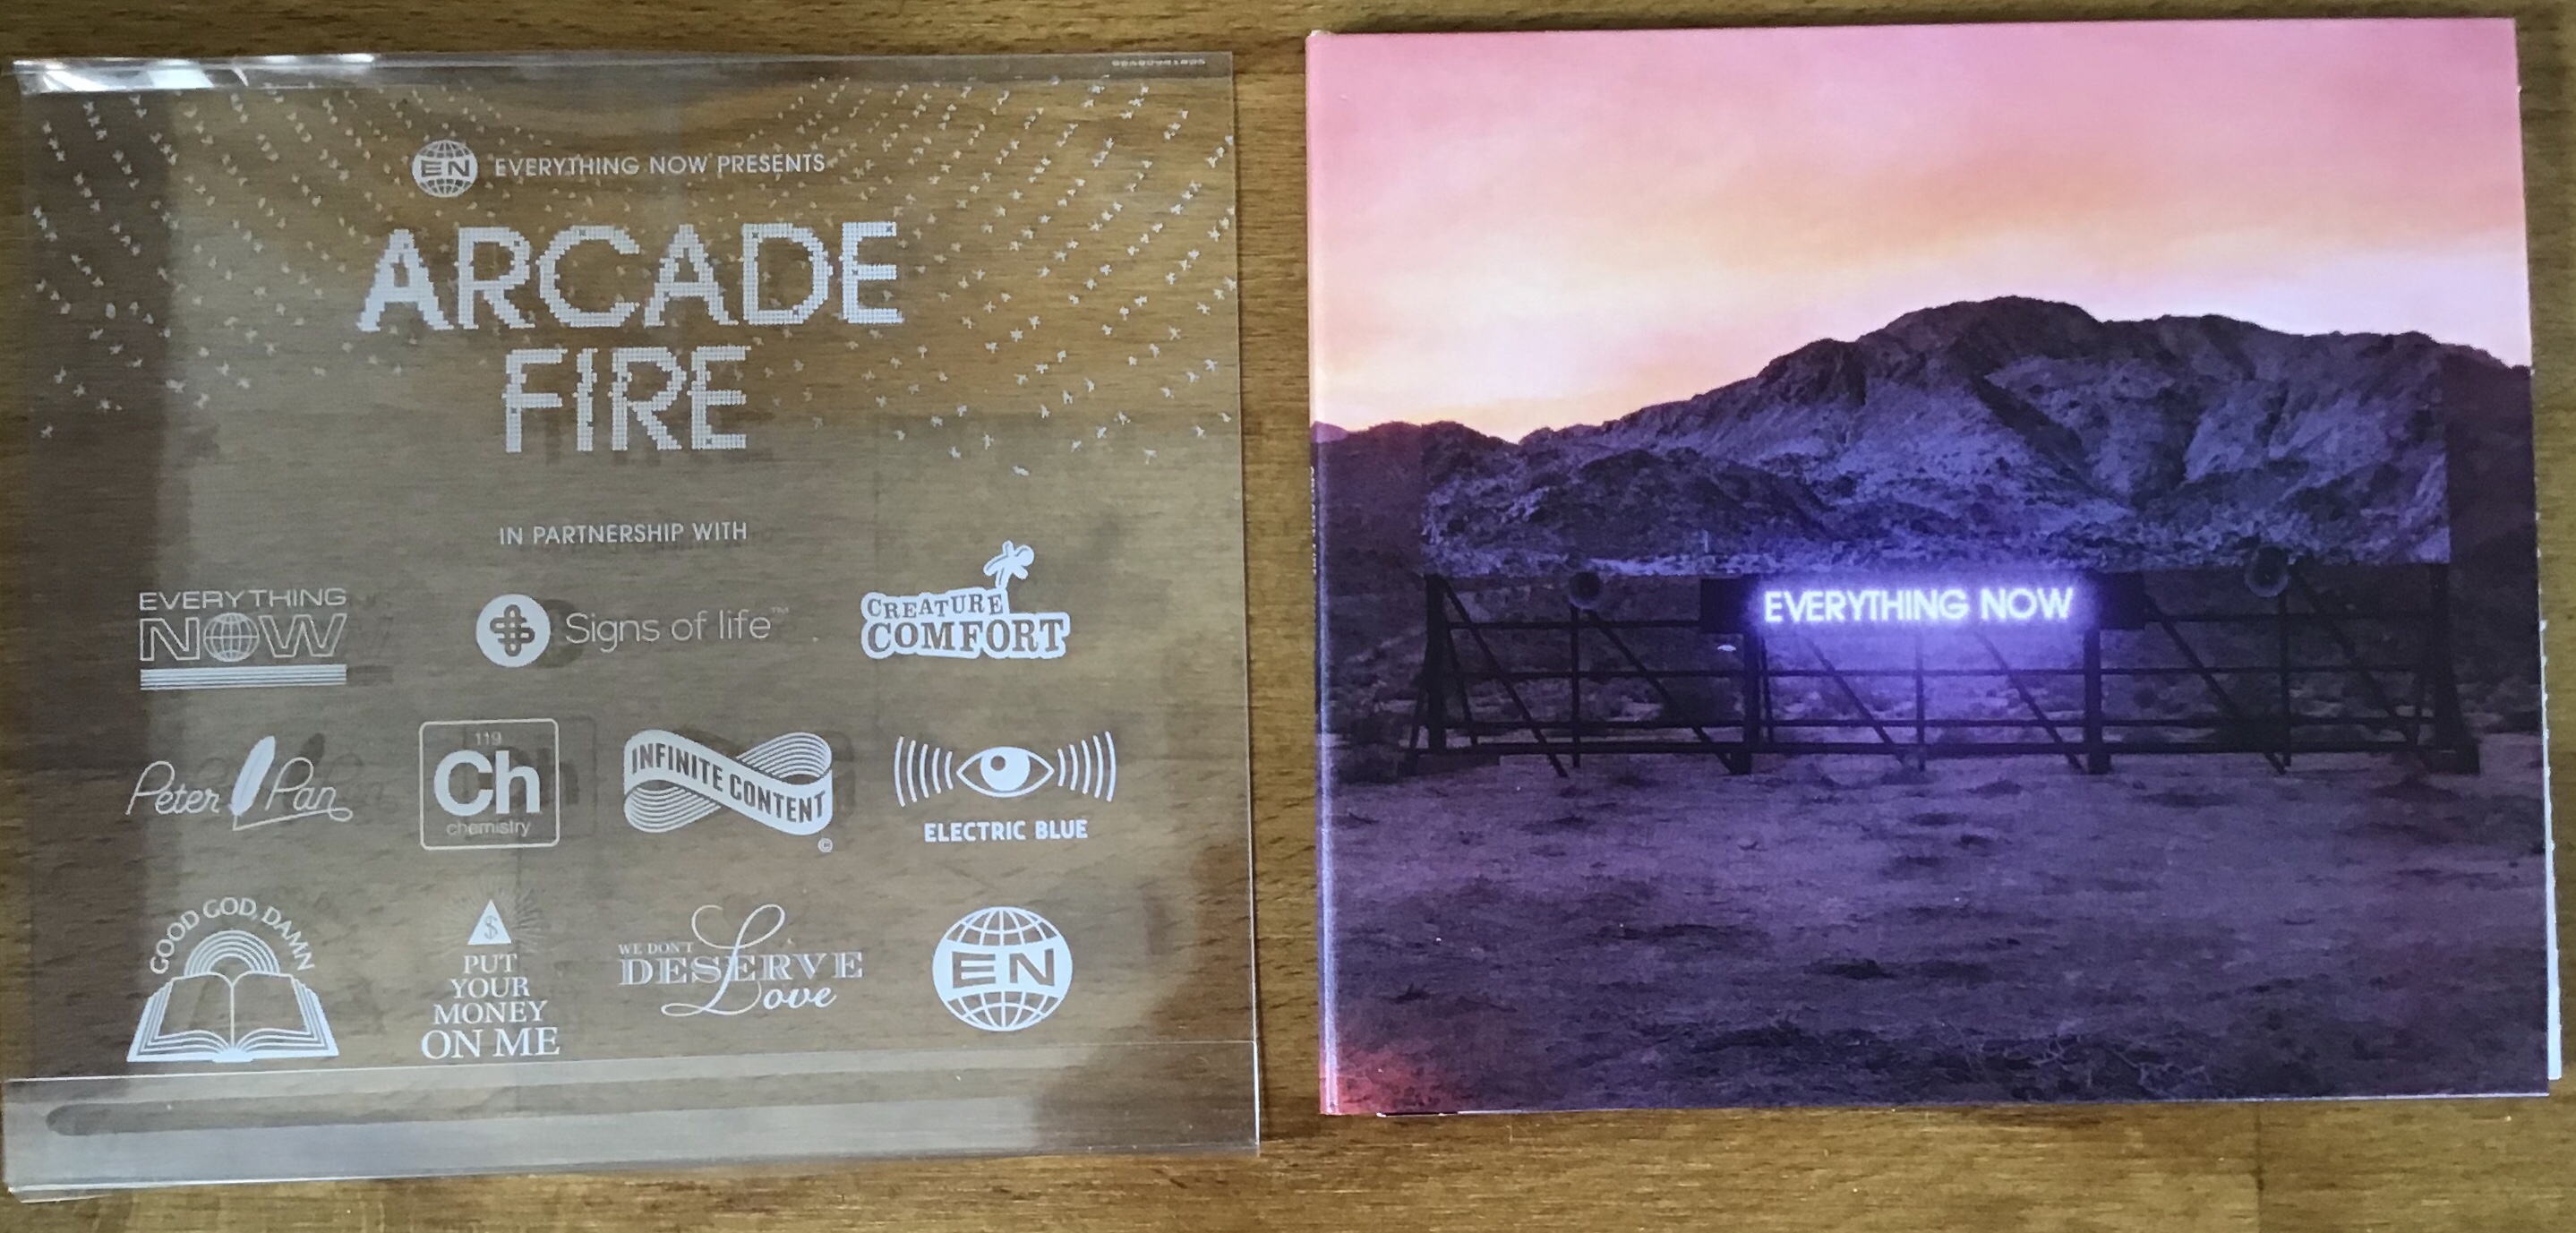 EN EVERYTHING NOW PRESENTS
ARCADE
FIRE
IN PARTNERSHIP WITH
EVERYTHING
NOW
Signs of life™
CREATURE
COMFORT
Peter Pan
119
Ch
chemistry
INFINITE CONTENT
©
ELECTRIC BLUE
GOOD GOD, DAMN
$
PUT
YOUR
MONEY
ON ME
WE DON'T
DESERVE
Love
EN
EVERYTHING NOW